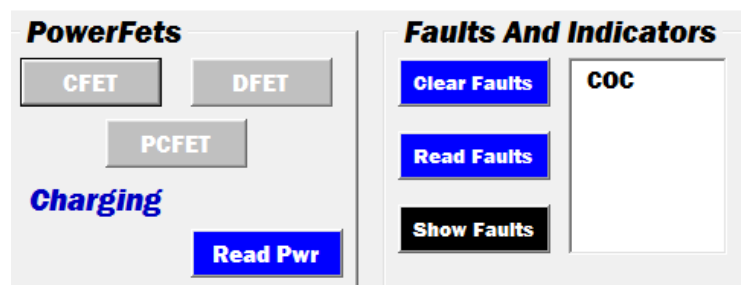 PowerFets
CFET
DFET
PCFET
Charging
Read Pwr
Faults And Indicators
Clear Faults
COC
Read Faults
Show Faults